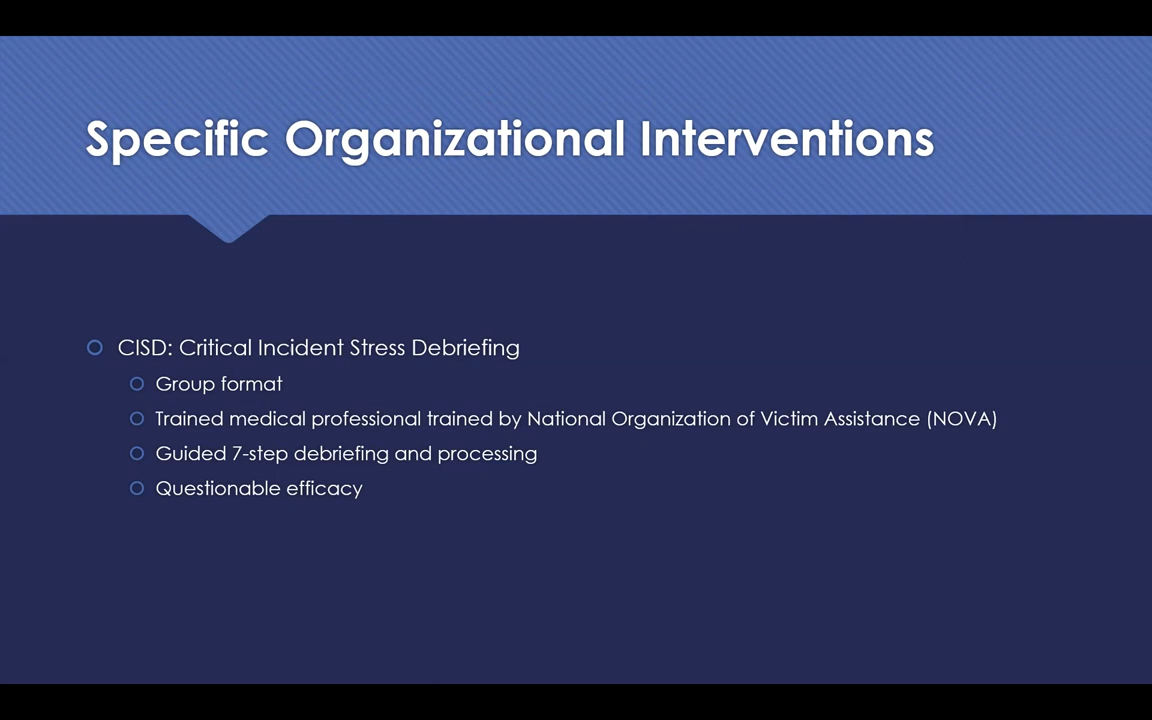 Specific Organizational Interventions
CISD: Critical Incident Stress Debriefing
Group format
Trained medical professional trained by National Organization of Victim Assistance (NOVA)
Guided 7-step debriefing and processing
Questionable efficacy